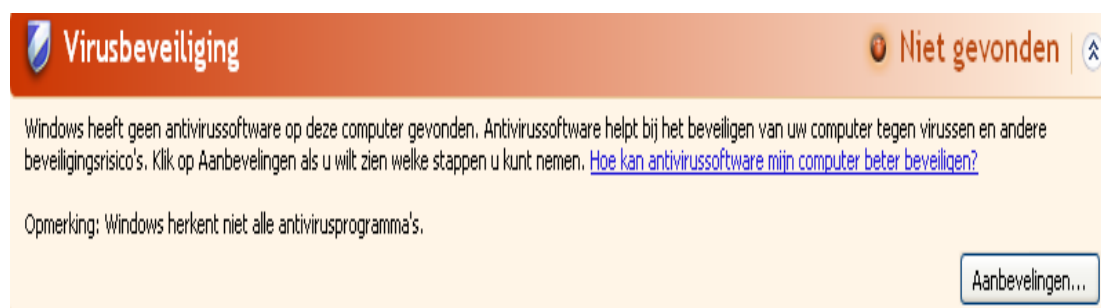 Virusbeveiliging
Niet gevonden
Windows heeft geen antivirussoftware op deze computer gevonden. Antivirussoftware helpt bij het beveiligen van uw computer tegen virussen en andere
beveiligingsrisico's. Klik op Aanbevelingen als u wilt zien welke stappen u kunt nemen. Hoe kan antivirussoftware mijn computer beter beveiligen?
Opmerking: Windows herkent niet alle antivirusprogramma's.
Aanbevelingen...